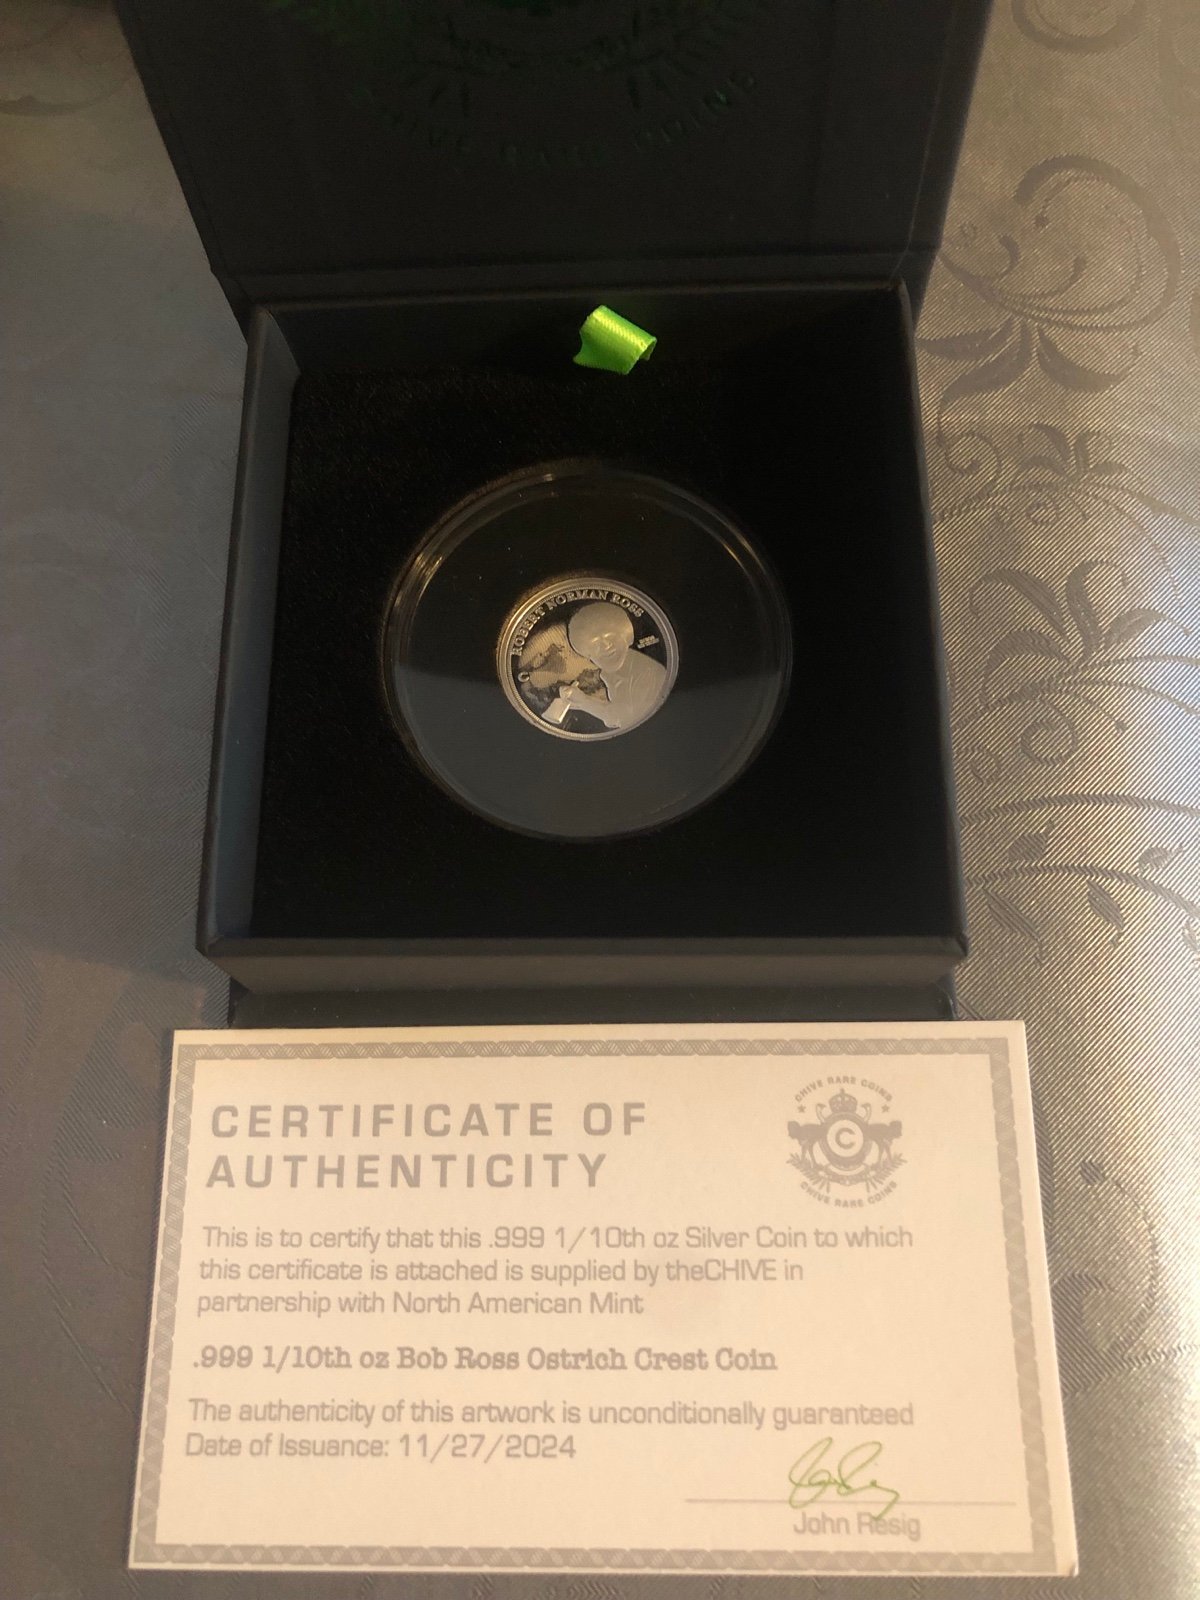 ROBERT NORMAN ROSS
C
CERTIFICATE OF
AUTHENTICITY
CHIVE RARE COINS
C
CHIVE RARE COINS
This is to certify that this .999 1/10th oz Silver Coin to which
this certificate is attached is supplied by theCHIVE in
partnership with North American Mint
.999 1/10th oz Bob Ross Ostrich Crest Coin
The authenticity of this artwork is unconditionally guaranteed
Date of Issuance: 11/27/2024
John Resig